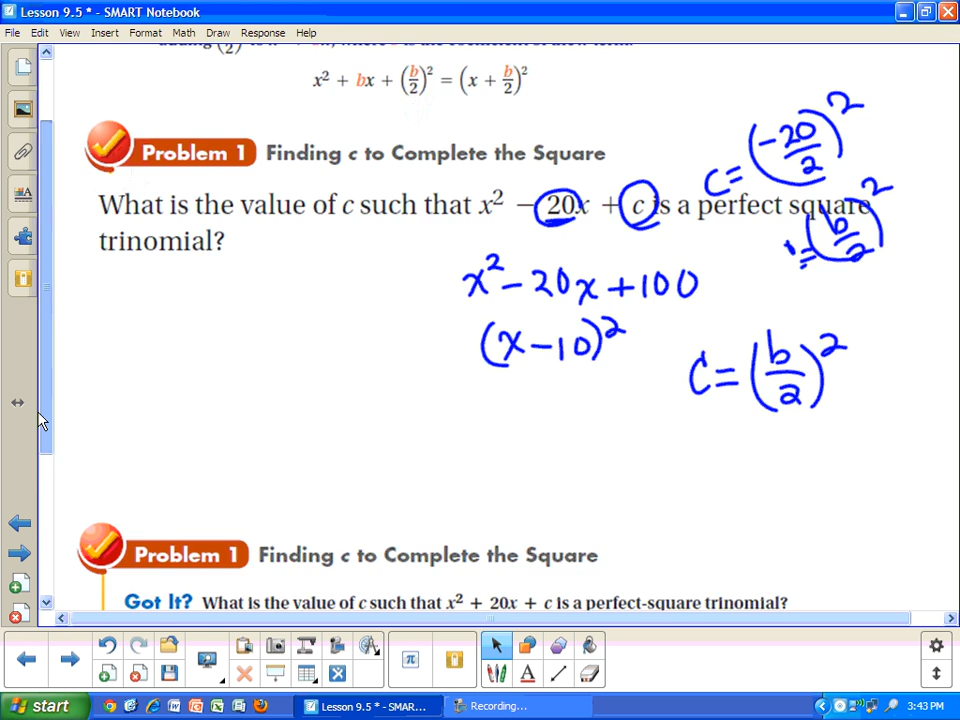 Lesson 9.5 * - SMART Notebook
File Edit View Insert Format Math Draw Response Help
x² + bx + (b/2)² = (x + b/2)²
Problem 1 Finding c to Complete the Square
C = (-20/2)²
What is the value of c such that x² − 20x + c is a perfect square
trinomial?
= (b/2)²
x² - 20x + 100
(x - 10)²
C = (b/2)²
Problem 1 Finding c to Complete the Square
Got It? What is the value of c such that x² + 20x + c is a perfect-square trinomial?
π
A
start
Lesson 9.5 * - SMAR...
Recording...
3:43 PM